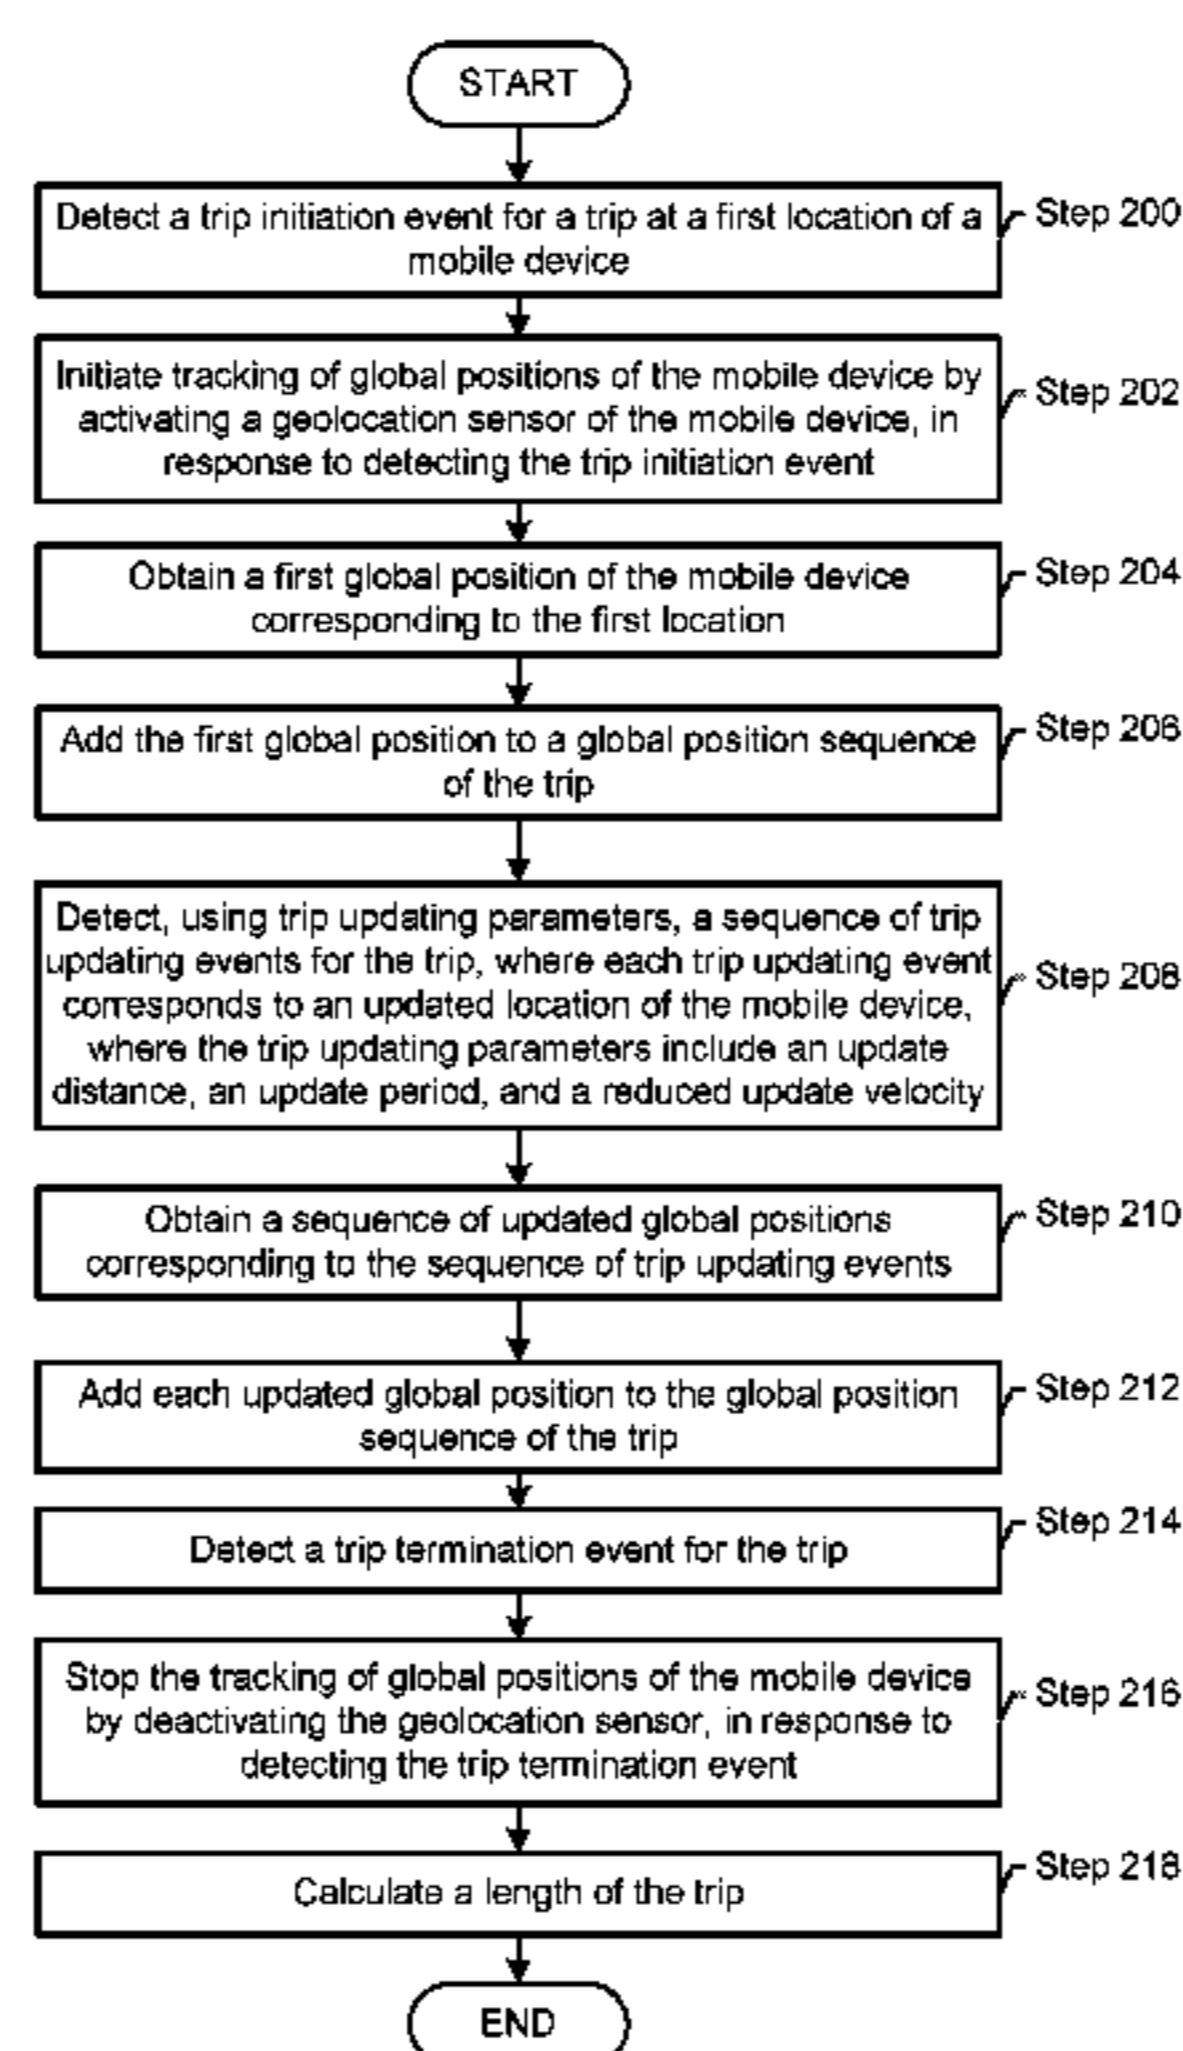 START
Detect a trip initiation event for a trip at a first location of a
mobile device
Step 200
Initiate tracking of global positions of the mobile device by
activating a geolocation sensor of the mobile device, in
response to detecting the trip initiation event
Step 202
Obtain a first global position of the mobile device
corresponding to the first location
Step 204
Add the first global position to a global position sequence
of the trip
Step 206
Detect, using trip updating parameters, a sequence of trip
updating events for the trip, where each trip updating event
corresponds to an updated location of the mobile device,
where the trip updating parameters include an update
distance, an update period, and a reduced update velocity
Step 208
Obtain a sequence of updated global positions
corresponding to the sequence of trip updating events
Step 210
Add each updated global position to the global position
sequence of the trip
Step 212
Detect a trip termination event for the trip
Step 214
Stop the tracking of global positions of the mobile device
by deactivating the geolocation sensor, in response to
detecting the trip termination event
Step 216
Calculate a length of the trip
Step 218
END